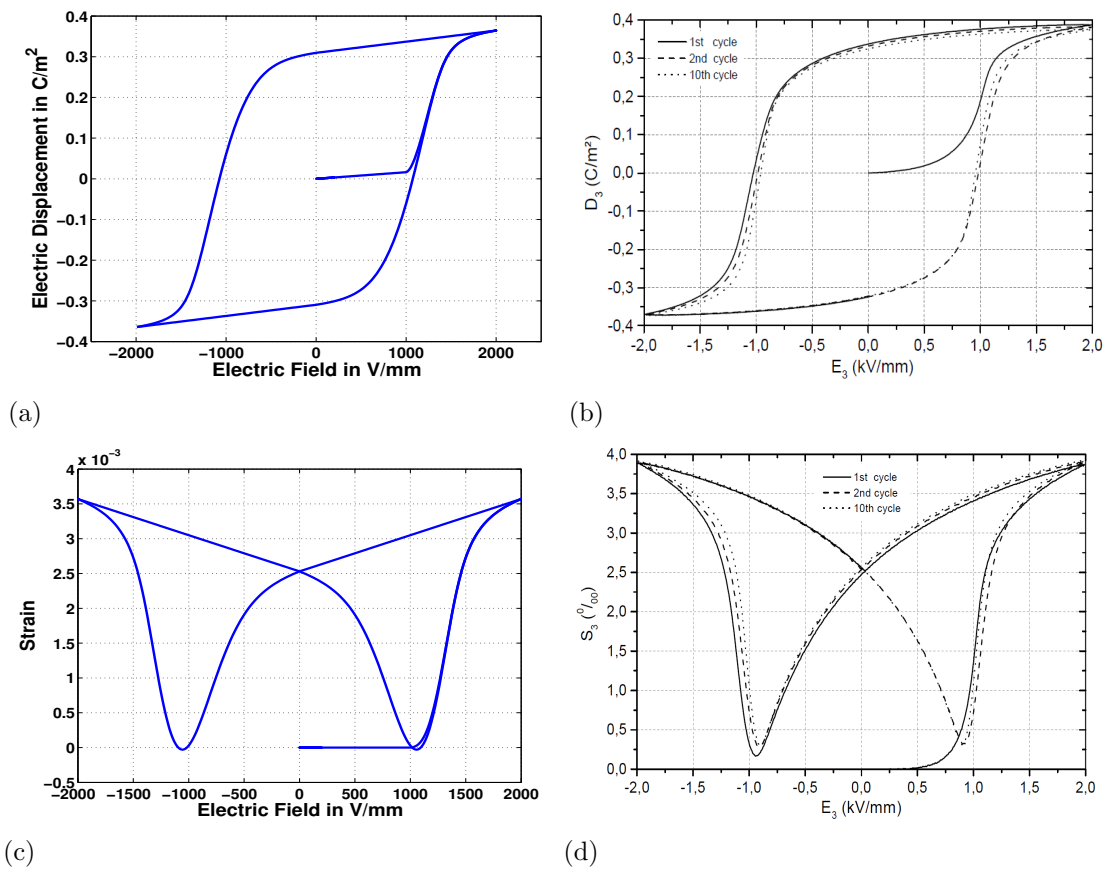 0.4
0.3
0.2
0.1
0
−0.1
−0.2
−0.3
−0.4
Electric Displacement in C/m²
−2000 −1000 0 1000 2000
Electric Field in V/mm
(a)
0,4
0,3
0,2
0,1
0,0
-0,1
-0,2
-0,3
-0,4
D₃ (C/m²)
1st cycle
2nd cycle
10th cycle
-2,0 -1,5 -1,0 -0,5 0,0 0,5 1,0 1,5 2,0
E₃ (kV/mm)
(b)
x 10⁻³
4
3.5
3
2.5
2
1.5
1
0.5
0
−0.5
Strain
−2000 −1500 −1000 −500 0 500 1000 1500 2000
Electric Field in V/mm
(c)
4,0
3,5
3,0
2,5
2,0
1,5
1,0
0,5
0,0
S₃ (⁰/₀₀)
1st cycle
2nd cycle
10th cycle
-2,0 -1,5 -1,0 -0,5 0,0 0,5 1,0 1,5 2,0
E₃ (kV/mm)
(d)